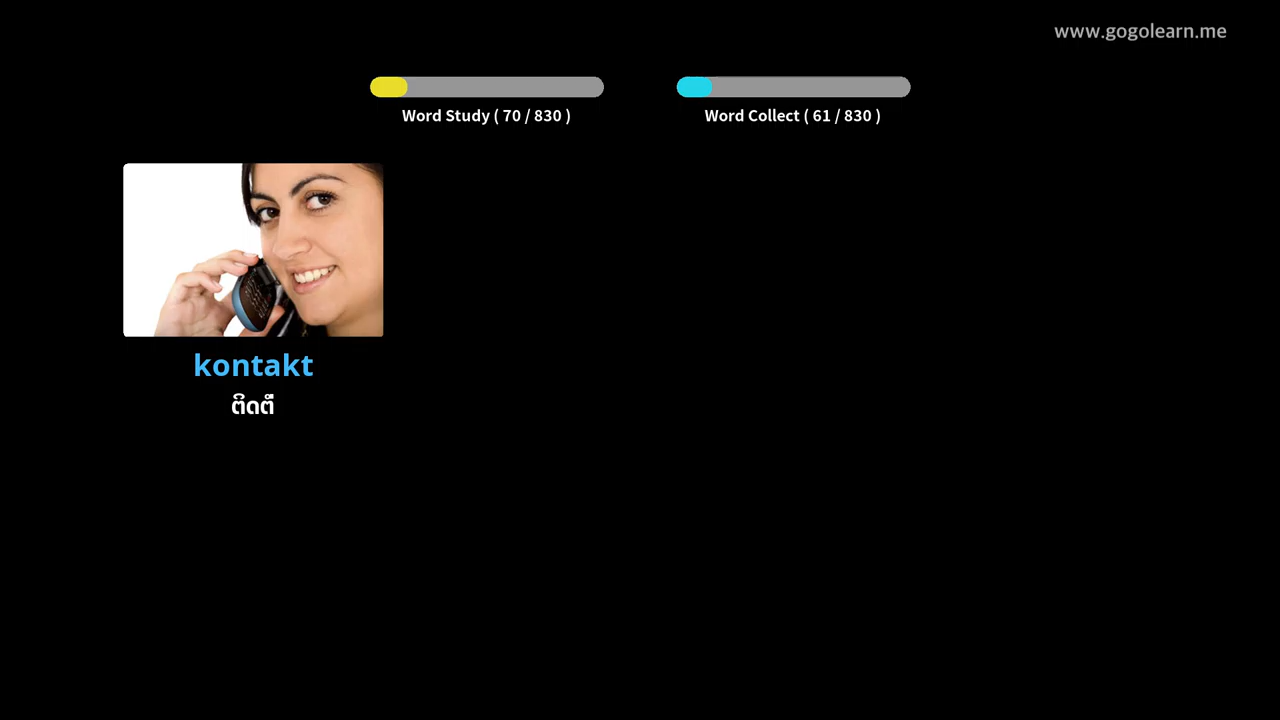 www.gogolearn.me
Word Study ( 70 / 830 )
Word Collect ( 61 / 830 )
kontakt
ຕິດຕໍ່